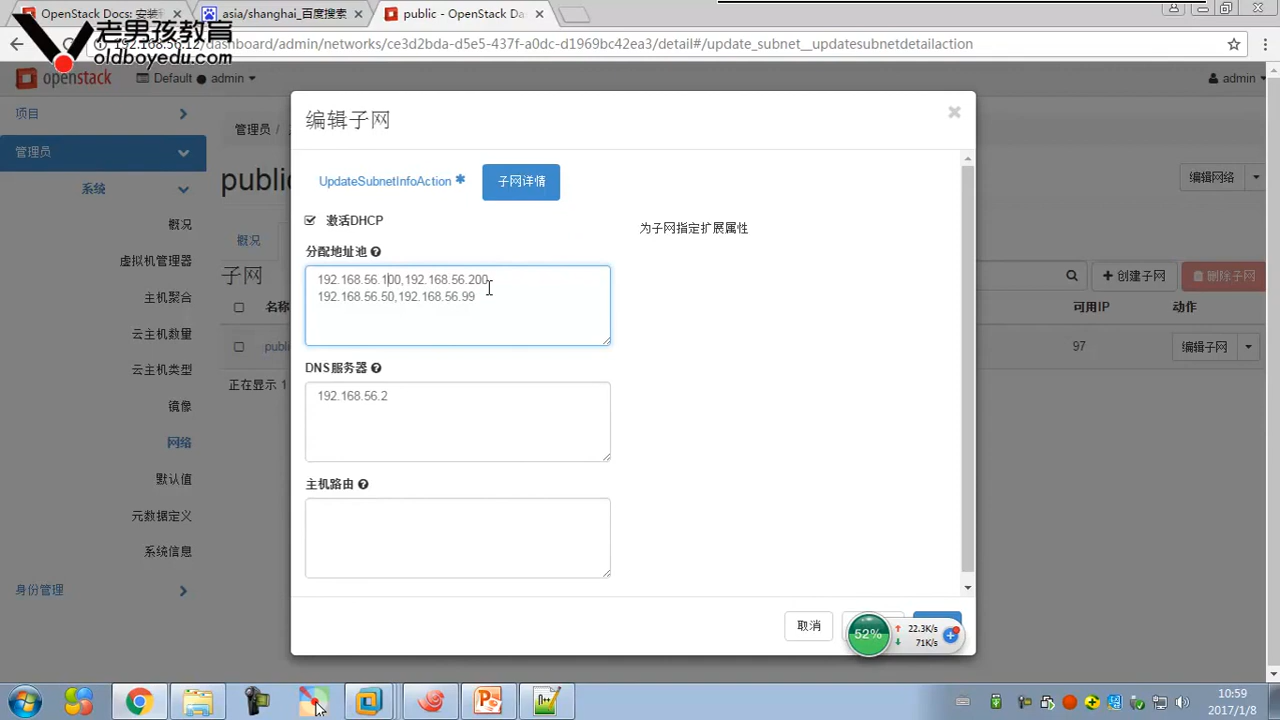 OpenStack Docs: 安装
asia/shanghai_百度搜索
public - OpenStack Da
老男孩教育
oldboyedu.com
192.168.56.12/dashboard/admin/networks/ce3d2bda-d5e5-437f-a0dc-d1966bc42ea3/detail#/update_subnet__updatesubnetdetailaction
openstack
Default ● admin
admin
项目
管理员
系统
概况
虚拟机管理器
主机聚合
云主机数量
云主机类型
镜像
网络
默认值
元数据定义
系统信息
身份管理
管理员 /
public
编辑网络
概况
子网
创建子网
删除子网
名称
可用IP
动作
publi
97
编辑子网
正在显示 1
编辑子网
UpdateSubnetInfoAction
子网详情
激活DHCP
为子网指定扩展属性
分配地址池
192.168.56.100,192.168.56.200
192.168.56.50,192.168.56.99
DNS服务器
192.168.56.2
主机路由
取消
52%
22.3K/s
71K/s
10:59
2017/1/8